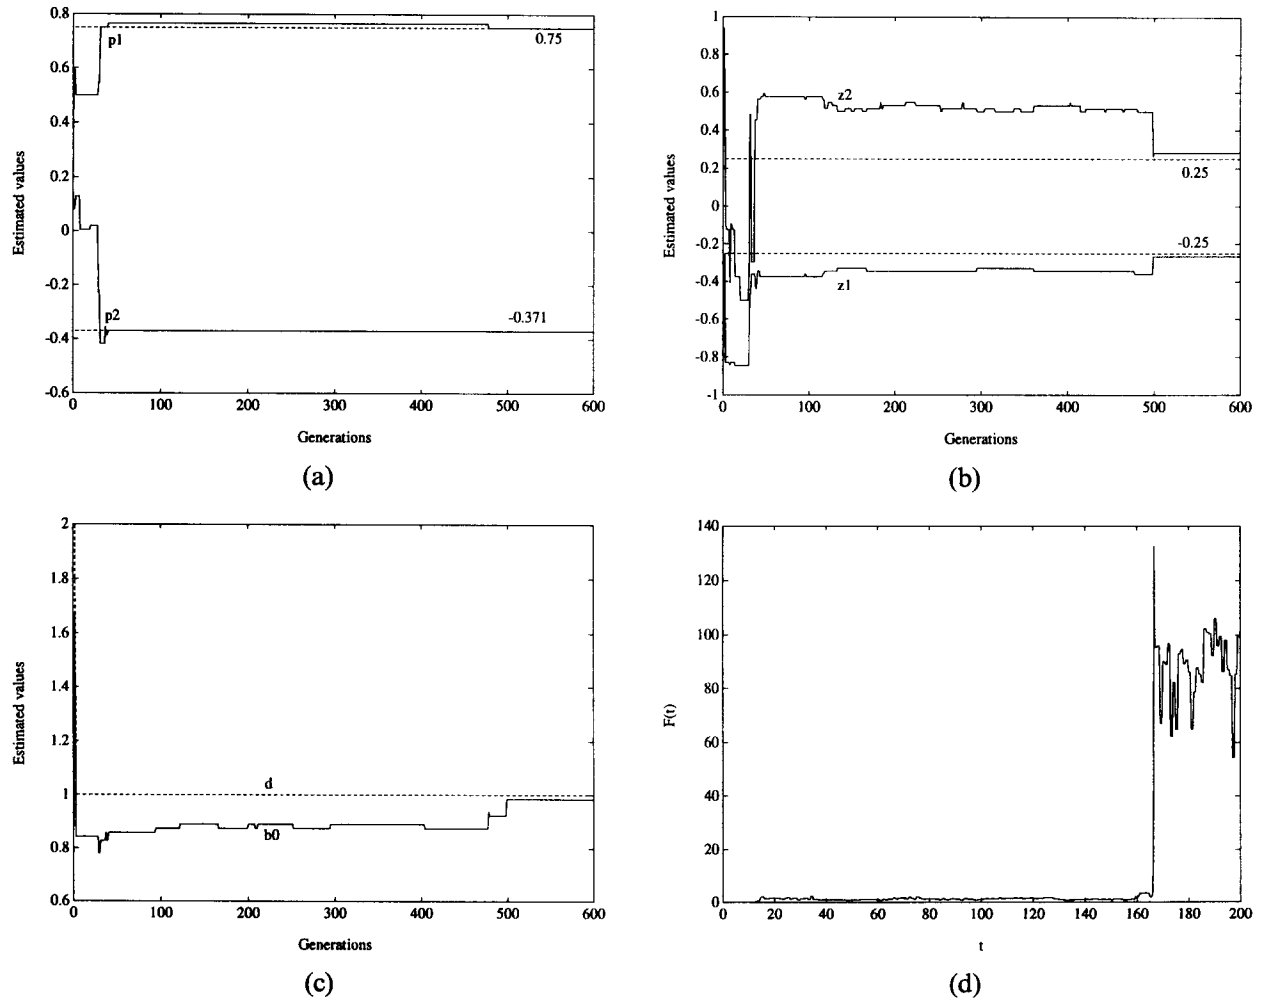 0.8
0.6
0.4
0.2
0
-0.2
-0.4
-0.6
Estimated values
p1
0.75
p2
-0.371
0 100 200 300 400 500 600
Generations
(a)
1
0.8
0.6
0.4
0.2
0
-0.2
-0.4
-0.6
-0.8
-1
Estimated values
z2
0.25
-0.25
z1
0 100 200 300 400 500 600
Generations
(b)
2
1.8
1.6
1.4
1.2
1
0.8
0.6
Estimated values
d
b0
0 100 200 300 400 500 600
Generations
(c)
140
120
100
80
60
40
20
0
F(t)
0 20 40 60 80 100 120 140 160 180 200
t
(d)